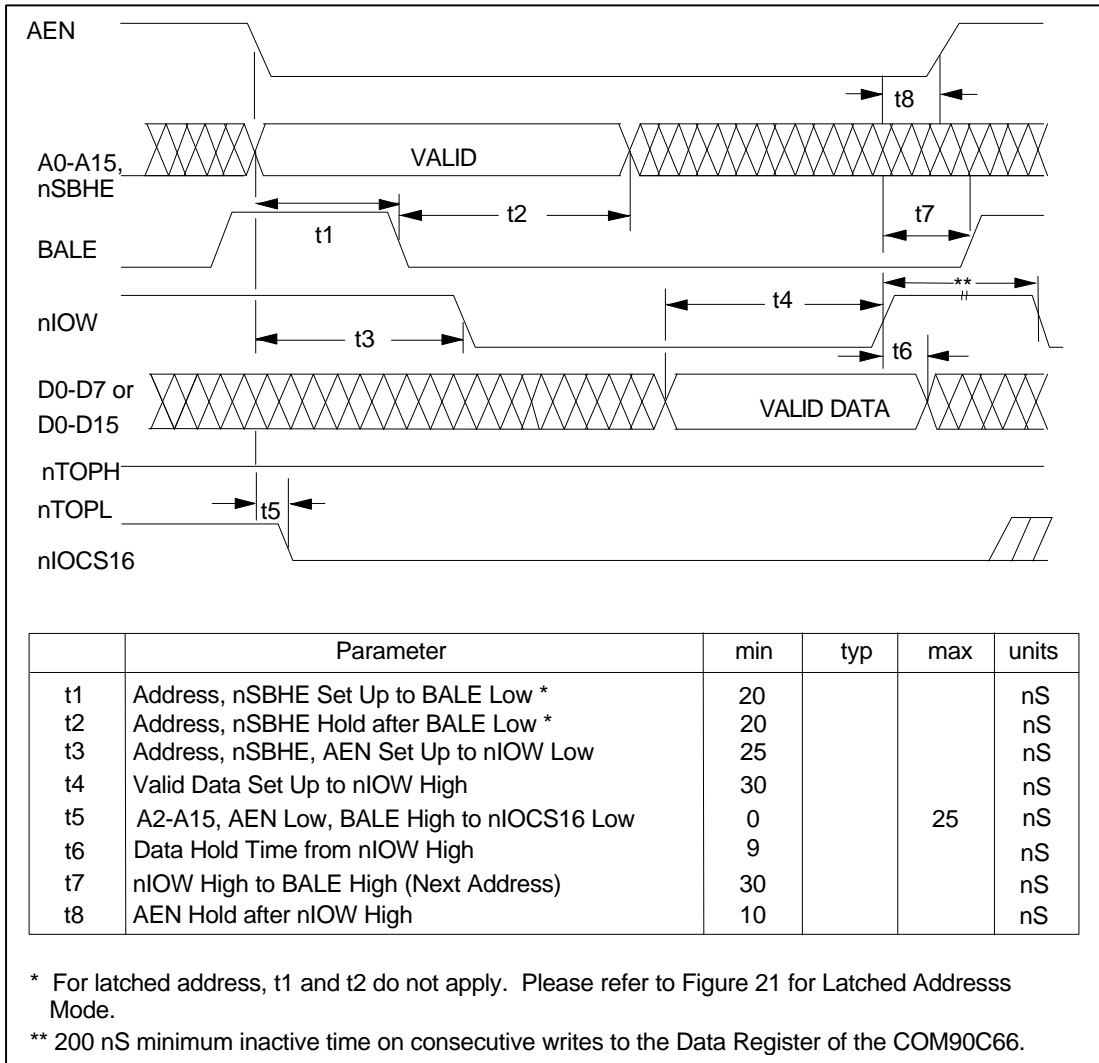 AEN
t8
A0-A15,
nSBHE
VALID
t1
t2
t7
BALE
**
nIOW
t3
t4
t6
D0-D7 or
D0-D15
VALID DATA
nTOPH
nTOPL
t5
nIOCS16
Parameter min typ max units
t1 Address, nSBHE Set Up to BALE Low * 20 nS
t2 Address, nSBHE Hold after BALE Low * 20 nS
t3 Address, nSBHE, AEN Set Up to nIOW Low 25 nS
t4 Valid Data Set Up to nIOW High 30 nS
t5 A2-A15, AEN Low, BALE High to nIOCS16 Low 0 25 nS
t6 Data Hold Time from nIOW High 9 nS
t7 nIOW High to BALE High (Next Address) 30 nS
t8 AEN Hold after nIOW High 10 nS
* For latched address, t1 and t2 do not apply. Please refer to Figure 21 for Latched Addresss
Mode.
** 200 nS minimum inactive time on consecutive writes to the Data Register of the COM90C66.